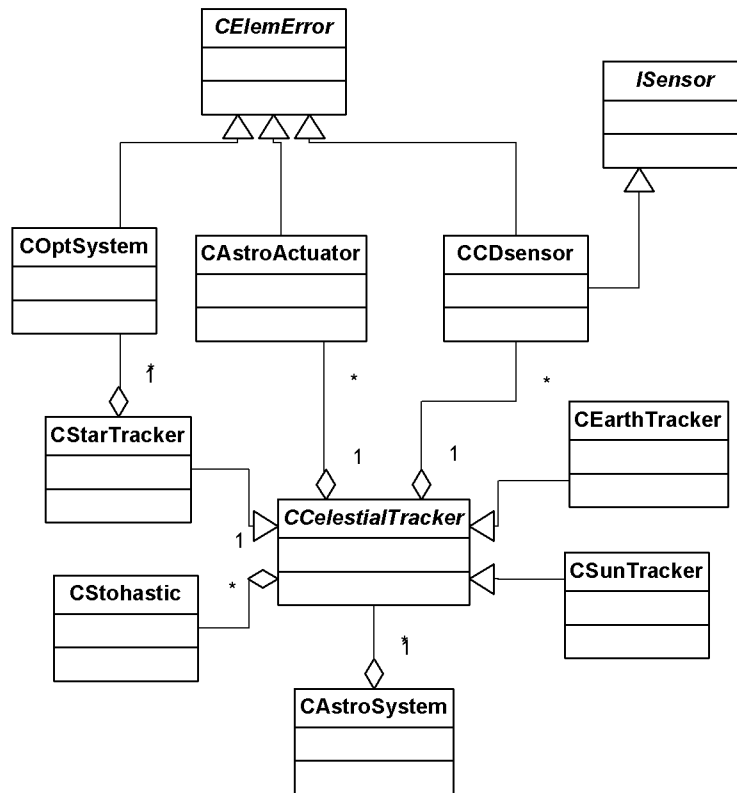 CElemError
ISensor
COptSystem
CAstroActuator
CCDsensor
*
1
*
*
CStarTracker
CEarthTracker
1
1
CCelestialTracker
1
CStohastic
*
CSunTracker
*
1
CAstroSystem